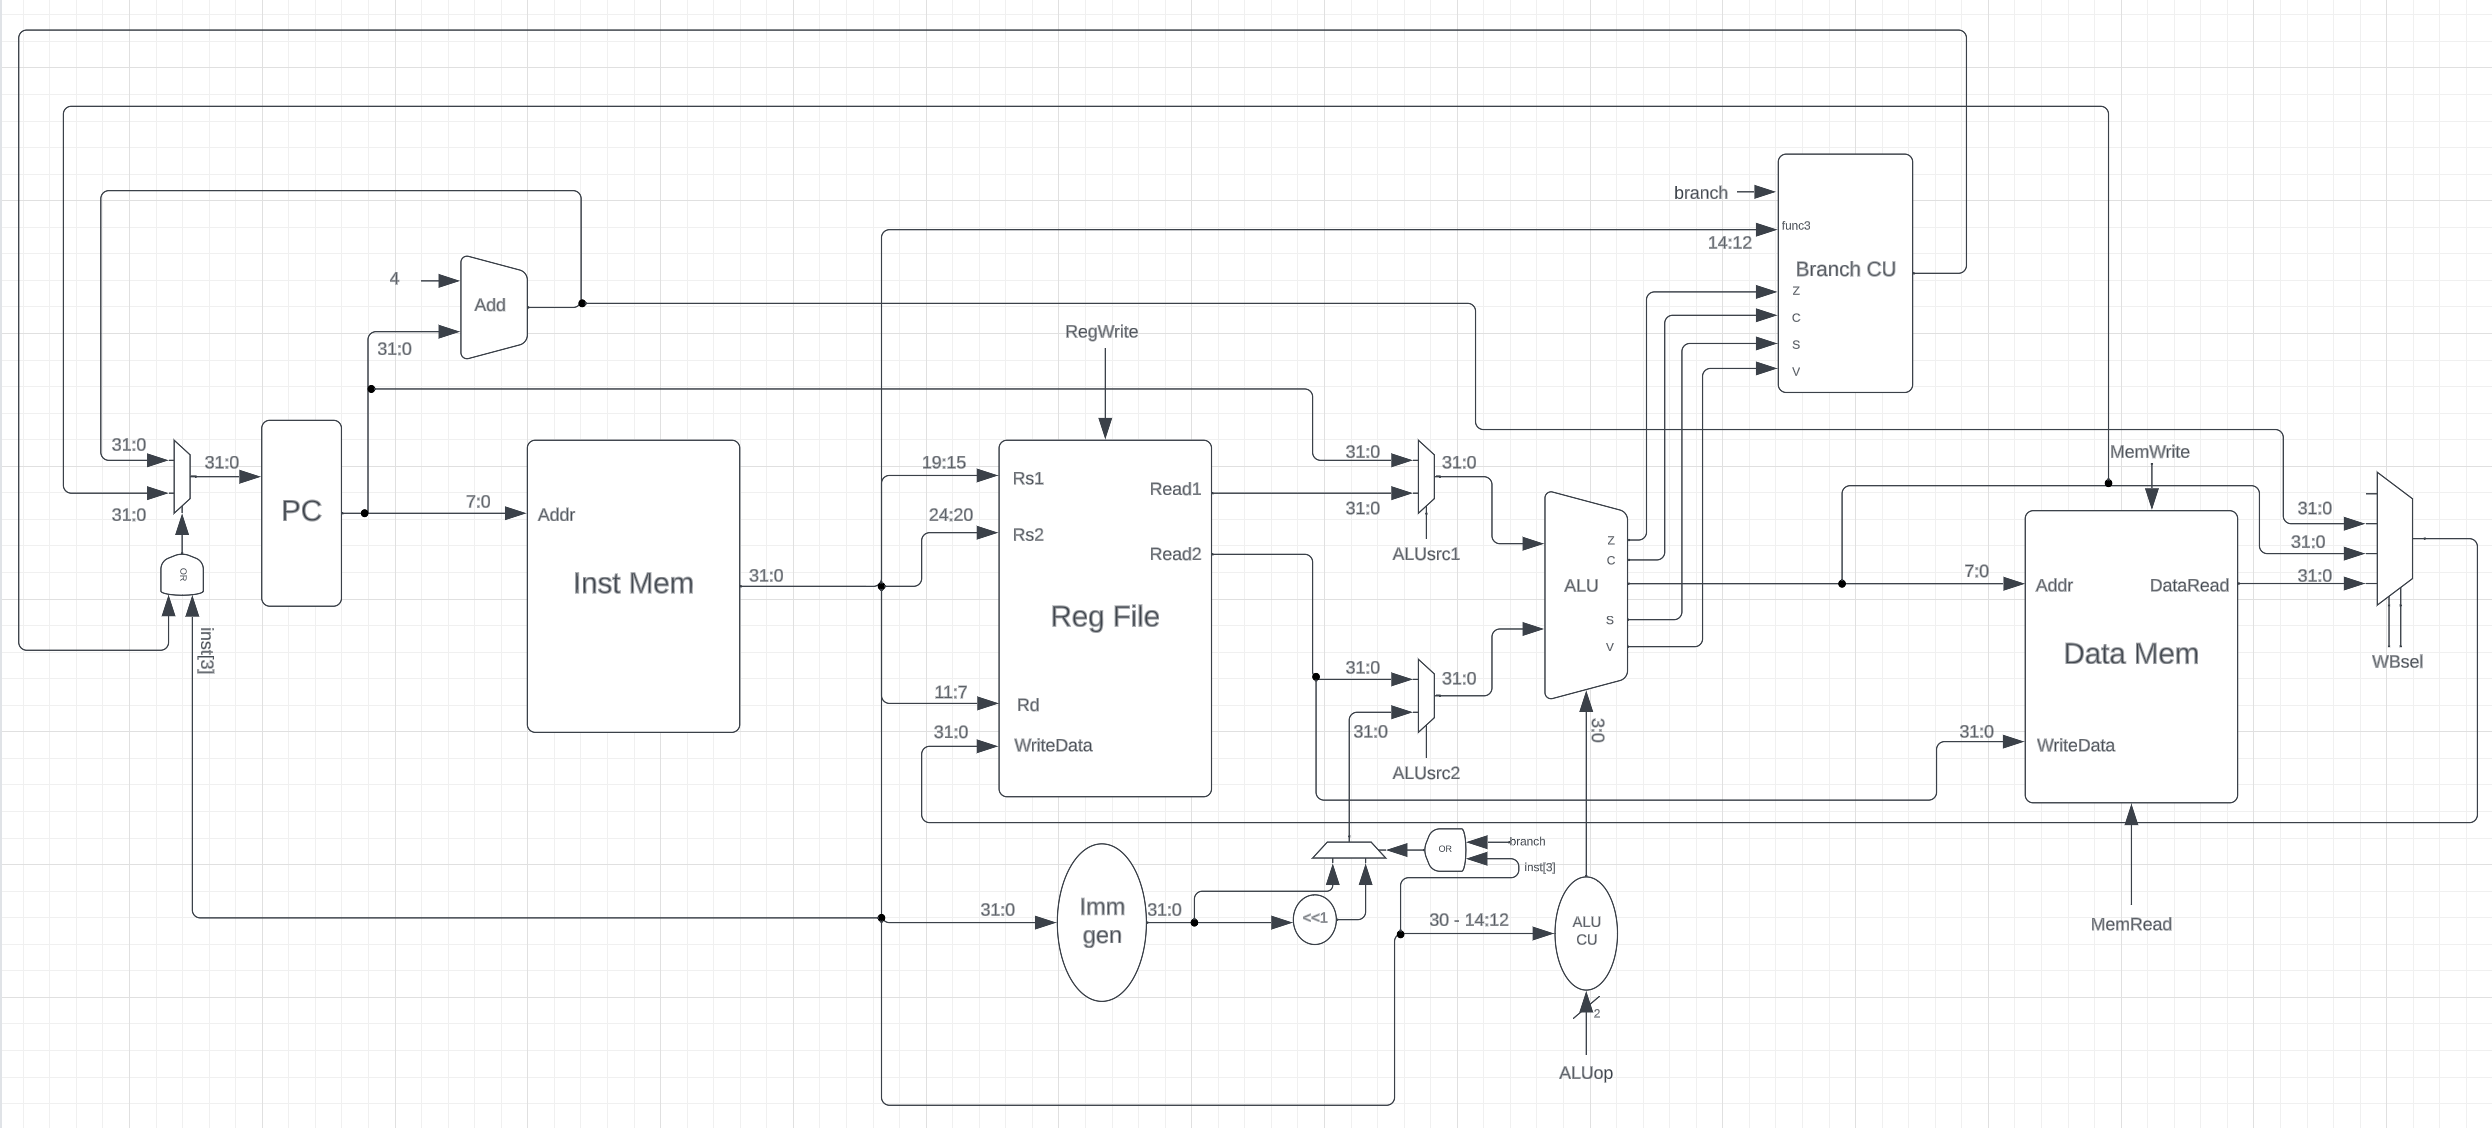 branch
func3
14:12
Branch CU
Z
C
S
V
4
Add
31:0
RegWrite
31:0
31:0
31:0
OR
inst[3]
PC
7:0
Addr
Inst Mem
31:0
19:15
Rs1
24:20
Rs2
Read1
Read2
Reg File
11:7
Rd
31:0
WriteData
31:0
31:0
31:0
ALUsrc1
31:0
31:0
31:0
ALUsrc2
Z
C
ALU
S
V
3:0
MemWrite
7:0
Addr
DataRead
Data Mem
31:0
WriteData
MemRead
31:0
31:0
31:0
WBsel
31:0
Imm
gen
31:0
<<1
OR
branch
inst[3]
30 - 14:12
ALU
CU
2
ALUop